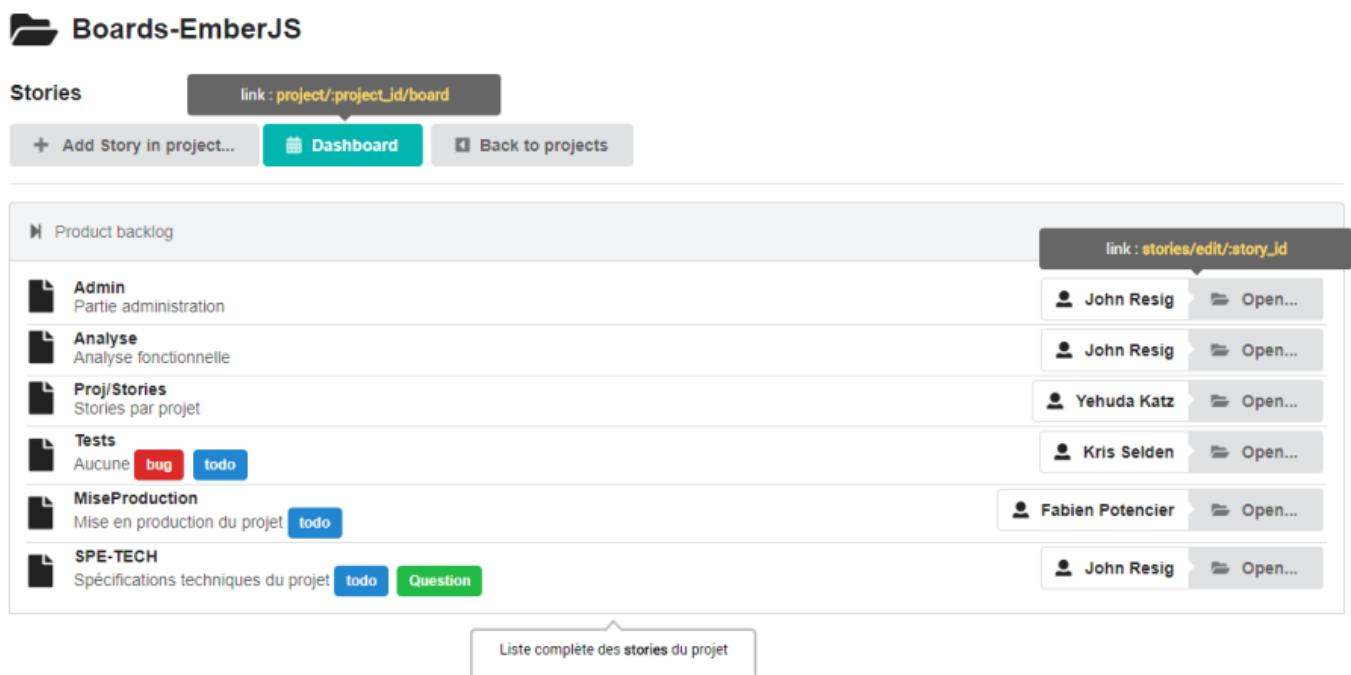 Boards-EmberJS
Stories
link : project/:project_id/board
Add Story in project...
Dashboard
Back to projects
Product backlog
link : stories/edit/:story_id
Admin
Partie administration
John Resig
Open...
Analyse
Analyse fonctionnelle
John Resig
Open...
Proj/Stories
Stories par projet
Yehuda Katz
Open...
Tests
Aucune bug todo
Kris Selden
Open...
MiseProduction
Mise en production du projet todo
Fabien Potencier
Open...
SPE-TECH
Spécifications techniques du projet todo Question
John Resig
Open...
Liste complète des stories du projet